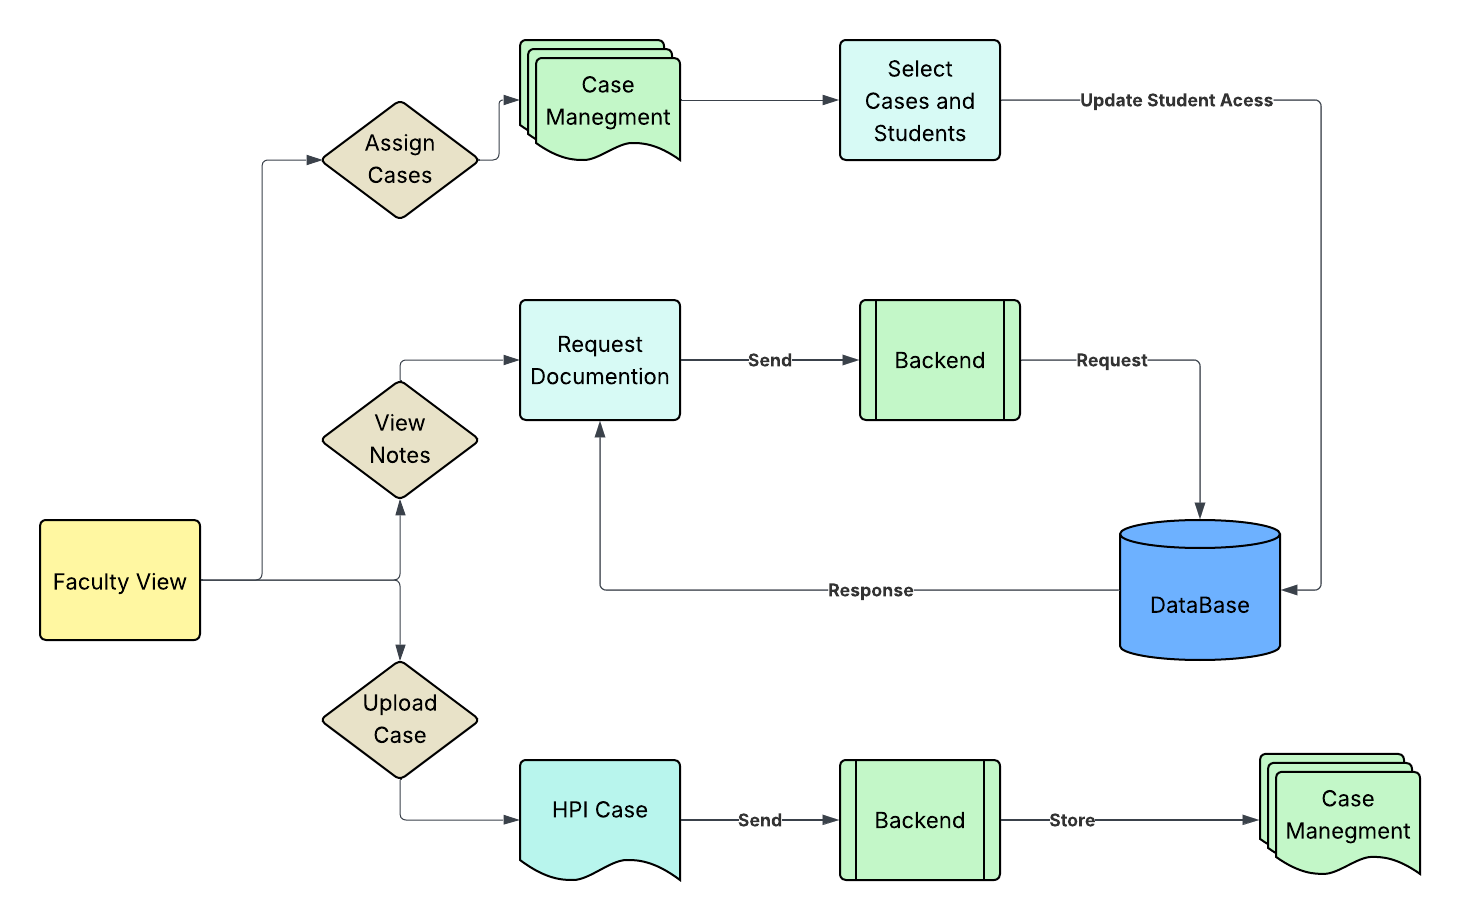 Case
Manegment
Select
Cases and
Students
Update Student Acess
Assign
Cases
Request
Documention
Send
Backend
Request
View
Notes
Faculty View
Response
DataBase
Upload
Case
HPI Case
Send
Backend
Store
Case
Manegment